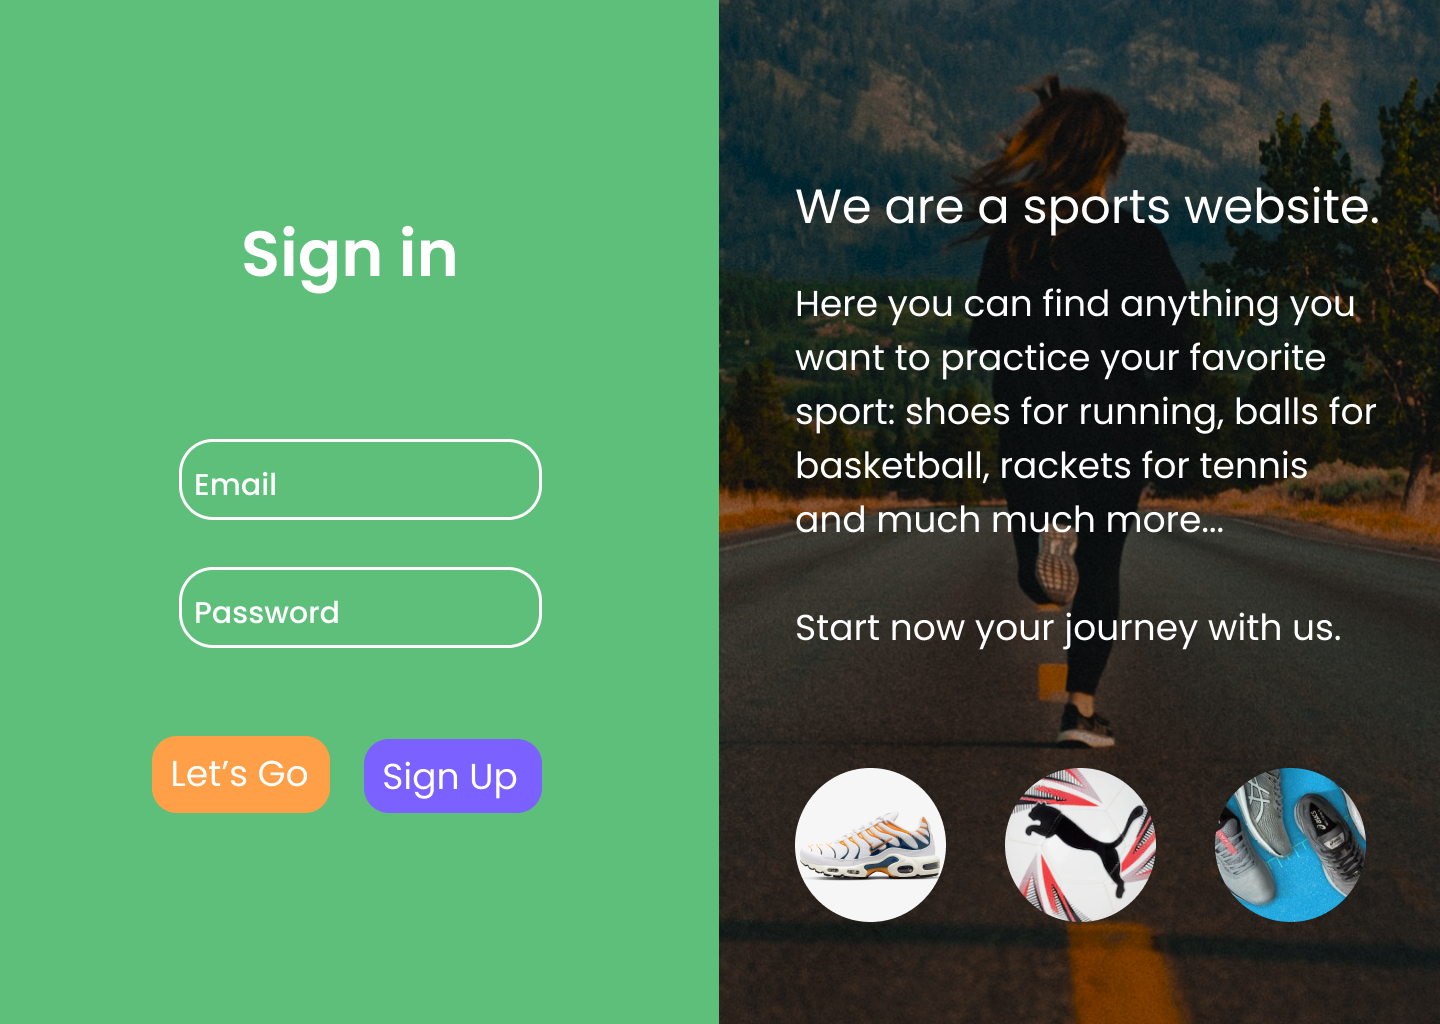 Sign in
Email
Password
Let’s Go
Sign Up
We are a sports website.
Here you can find anything you
want to practice your favorite
sport: shoes for running, balls for
basketball, rackets for tennis
and much much more...
Start now your journey with us.